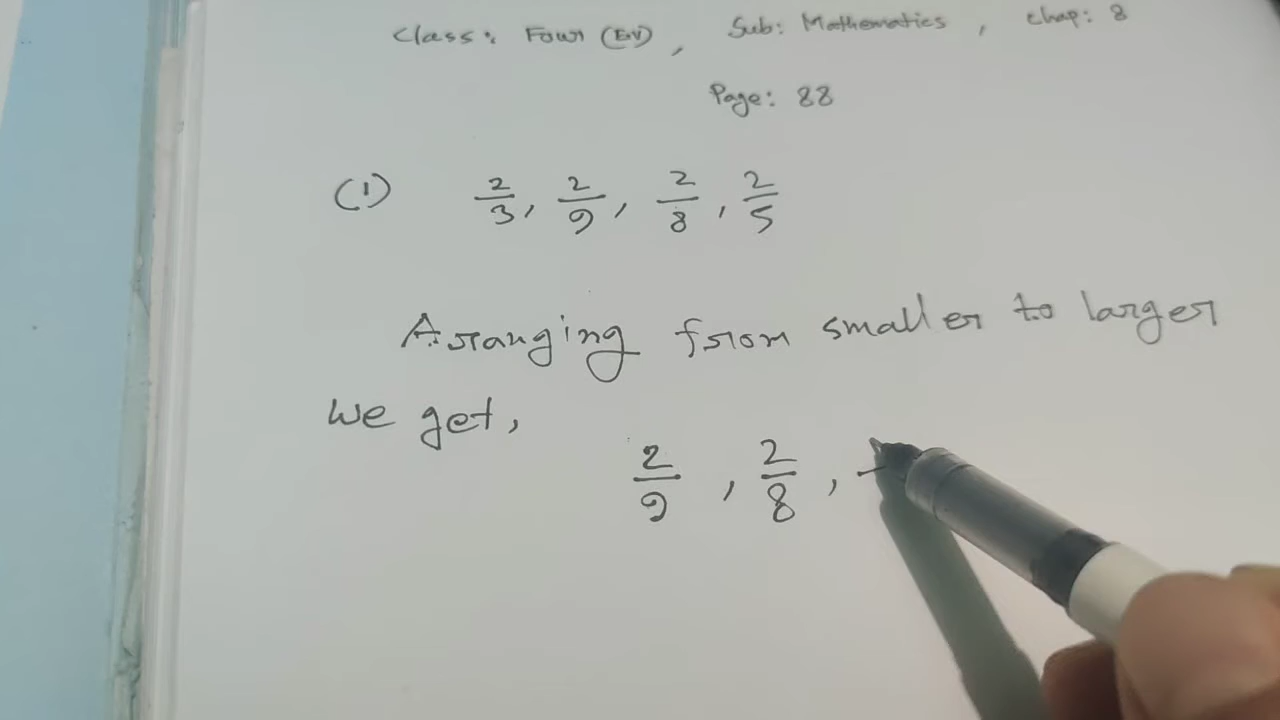 Class: Four (EV), Sub: Mathematics, Chap: 8
Page: 88
(1) 2/3, 2/9, 2/8, 2/5
Arranging from smaller to larger
we get,
2/9, 2/8,